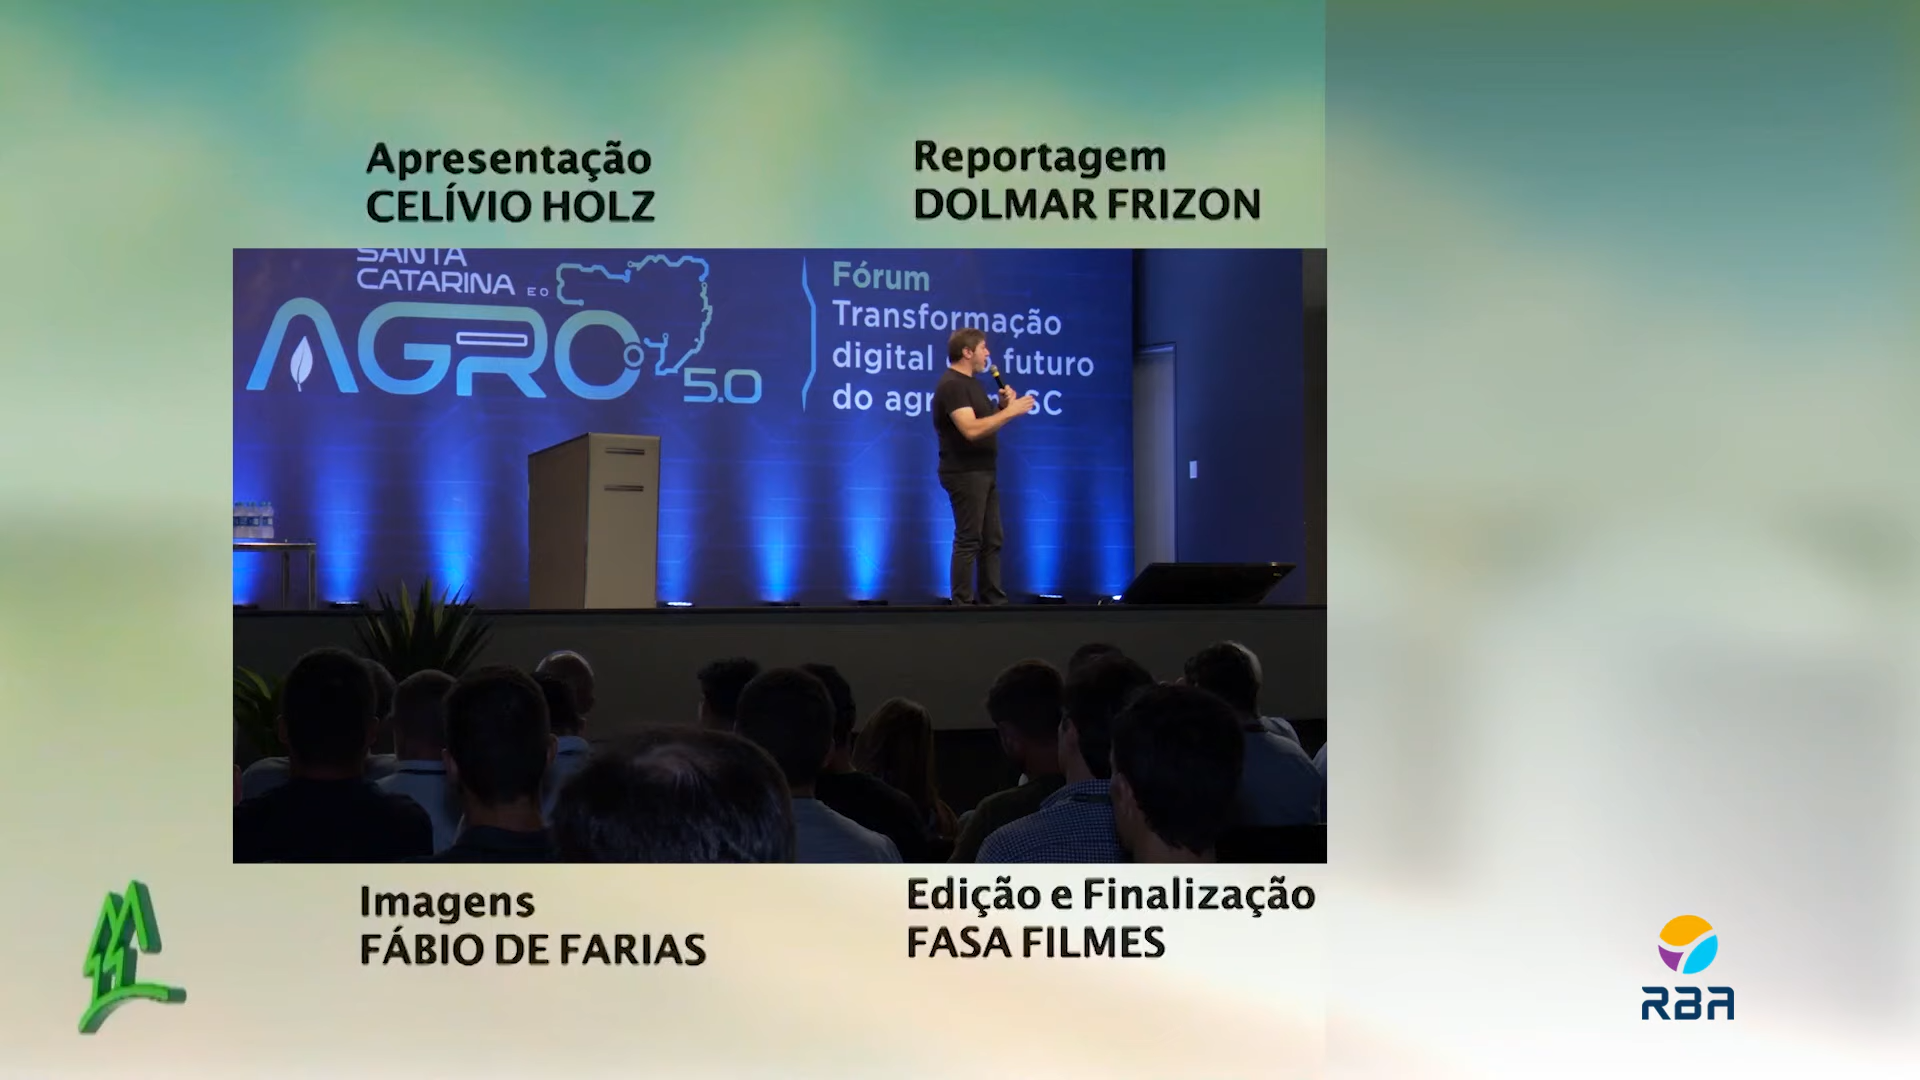 Apresentação
CELÍVIO HOLZ
Reportagem
DOLMAR FRIZON
SANTA
CATARINA E O
AGRO
5.0
Fórum
Transformação
digital futuro
do SC
Imagens
FÁBIO DE FARIAS
Edição e Finalização
FASA FILMES
RBA